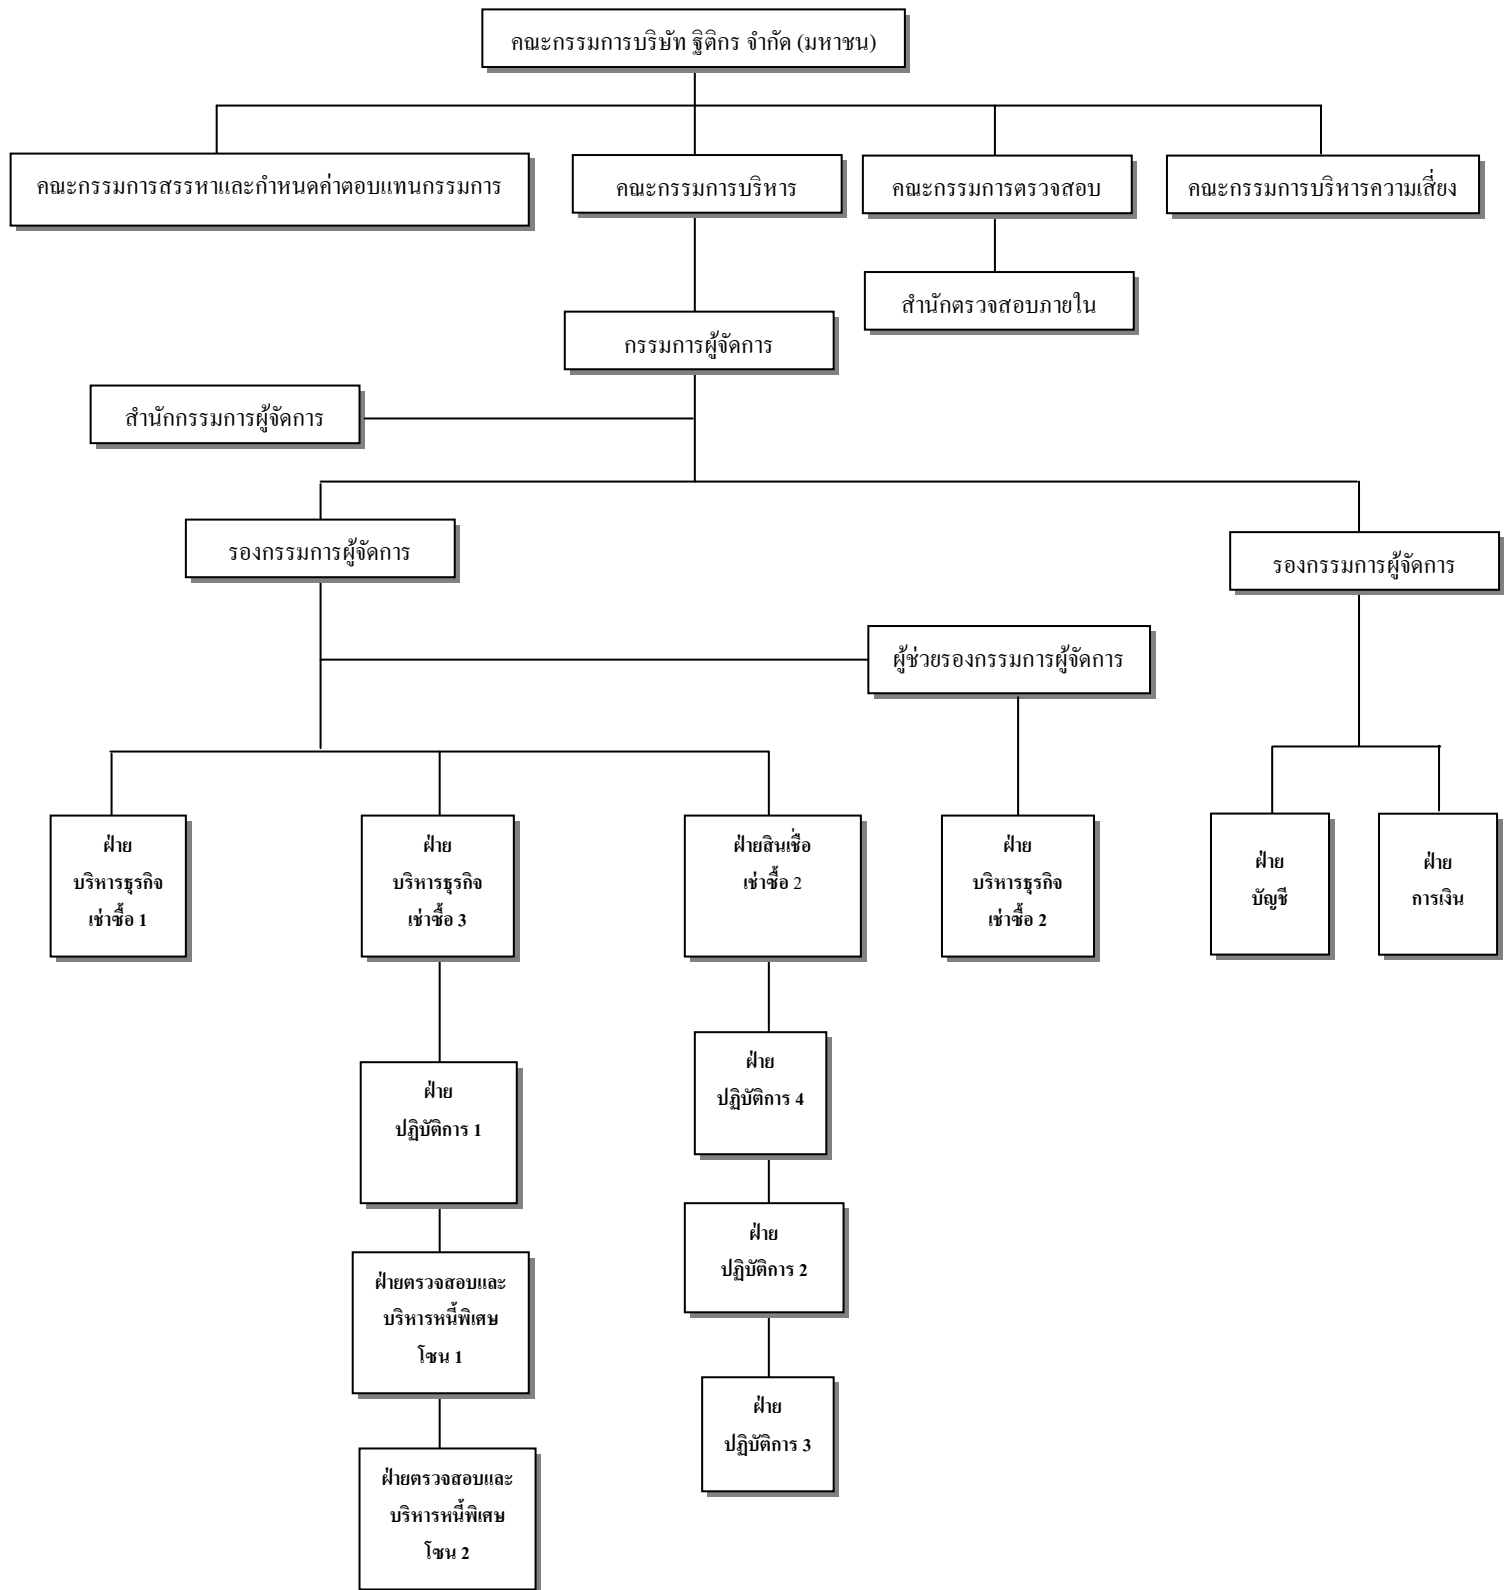 คณะกรรมการบริษัท ฐิติกร จำกัด (มหาชน)
คณะกรรมการสรรหาและกำหนดค่าตอบแทนกรรมการ
คณะกรรมการบริหาร
คณะกรรมการตรวจสอบ
คณะกรรมการบริหารความเสี่ยง
สำนักตรวจสอบภายใน
กรรมการผู้จัดการ
สำนักกรรมการผู้จัดการ
รองกรรมการผู้จัดการ
รองกรรมการผู้จัดการ
ผู้ช่วยรองกรรมการผู้จัดการ
ฝ่าย
บริหารธุรกิจ
เช่าซื้อ 1
ฝ่าย
บริหารธุรกิจ
เช่าซื้อ 3
ฝ่ายสินเชื่อ
เช่าซื้อ 2
ฝ่าย
บริหารธุรกิจ
เช่าซื้อ 2
ฝ่าย
บัญชี
ฝ่าย
การเงิน
ฝ่าย
ปฏิบัติการ 1
ฝ่าย
ปฏิบัติการ 4
ฝ่าย
ปฏิบัติการ 2
ฝ่ายตรวจสอบและ
บริหารหนี้พิเศษ
โซน 1
ฝ่าย
ปฏิบัติการ 3
ฝ่ายตรวจสอบและ
บริหารหนี้พิเศษ
โซน 2